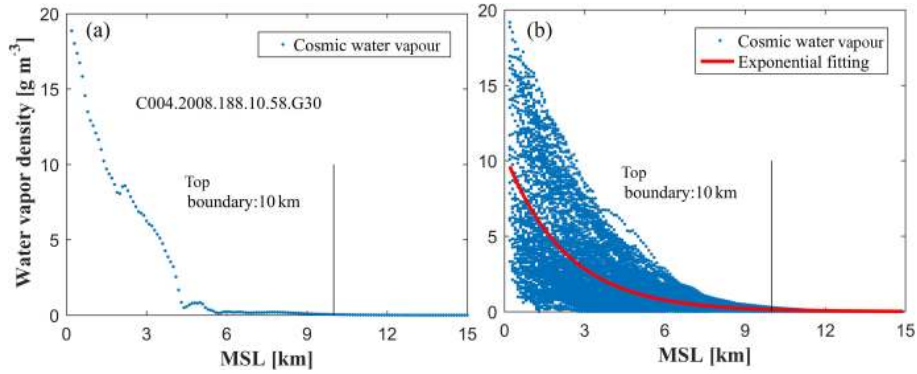 (a)
Cosmic water vapour
C004.2008.188.10.58.G30
Top
boundary:10 km
Water vapor density [g m-3]
20
15
10
5
0
0 3 6 9 12 15
MSL [km]
(b)
Cosmic water vapour
Exponential fitting
Top
boundary:10 km
20
15
10
5
0
0 3 6 9 12 15
MSL [km]